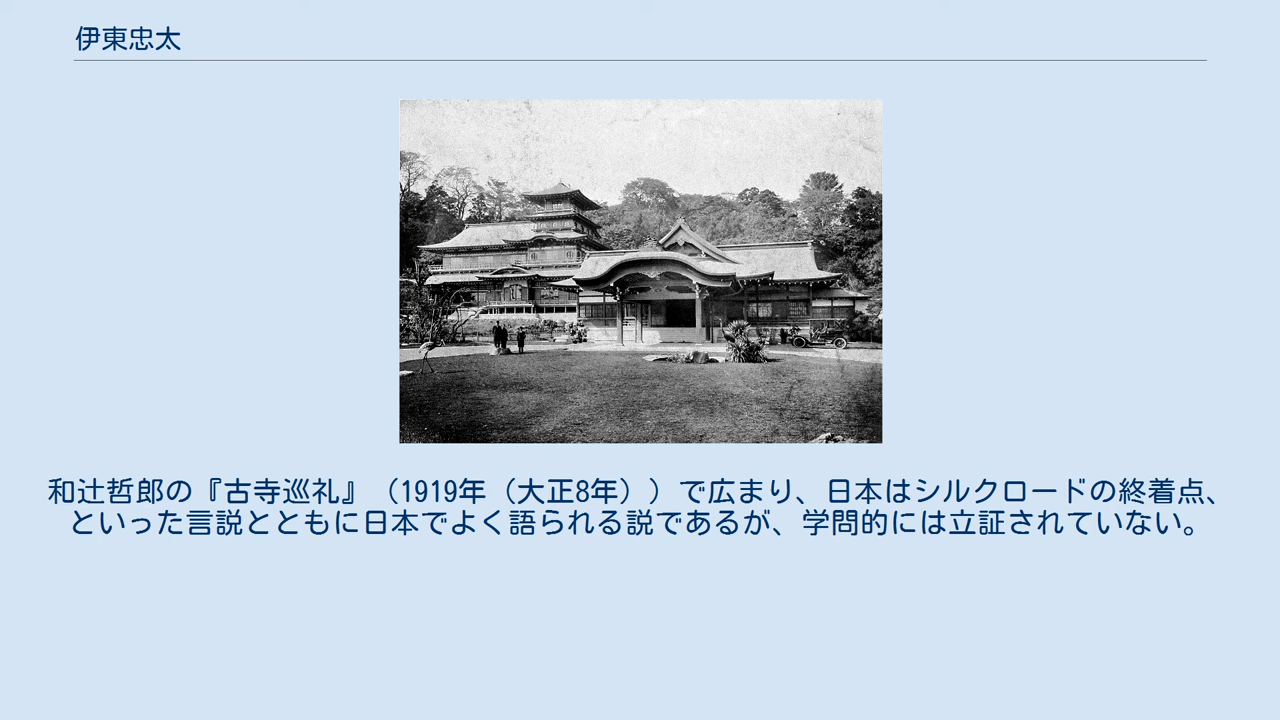 伊東忠太
和辻哲郎の『古寺巡礼』（1919年（大正8年））で広まり、日本はシルクロードの終着点、
といった言説とともに日本でよく語られる説であるが、学問的には立証されていない。